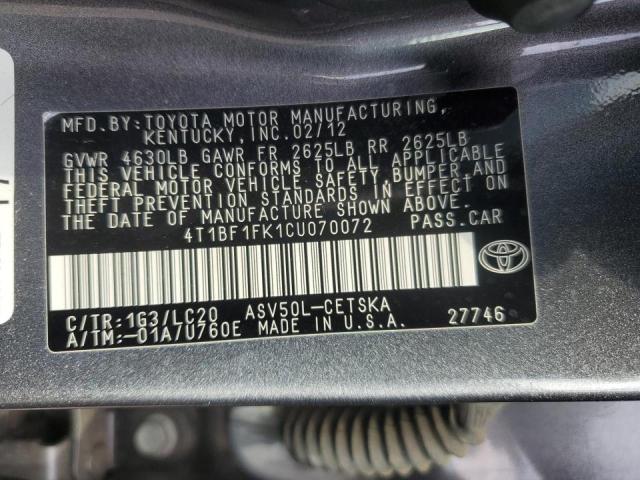 MFD. BY: TOYOTA MOTOR MANUFACTURING,
KENTUCKY, INC. 02/12
GVWR 4630LB GAWR FR 2625LB RR 2625LB
THIS VEHICLE CONFORMS TO ALL APPLICABLE
FEDERAL MOTOR VEHICLE SAFETY, BUMPER, AND
THEFT PREVENTION STANDARDS IN EFFECT ON
THE DATE OF MANUFACTURE SHOWN ABOVE.
4T1BF1FK1CU070072 PASS.CAR
C/TR:1G3/LC20 ASV50L-CETSKA
A/TM:-01A/U760E MADE IN U.S.A. 27746